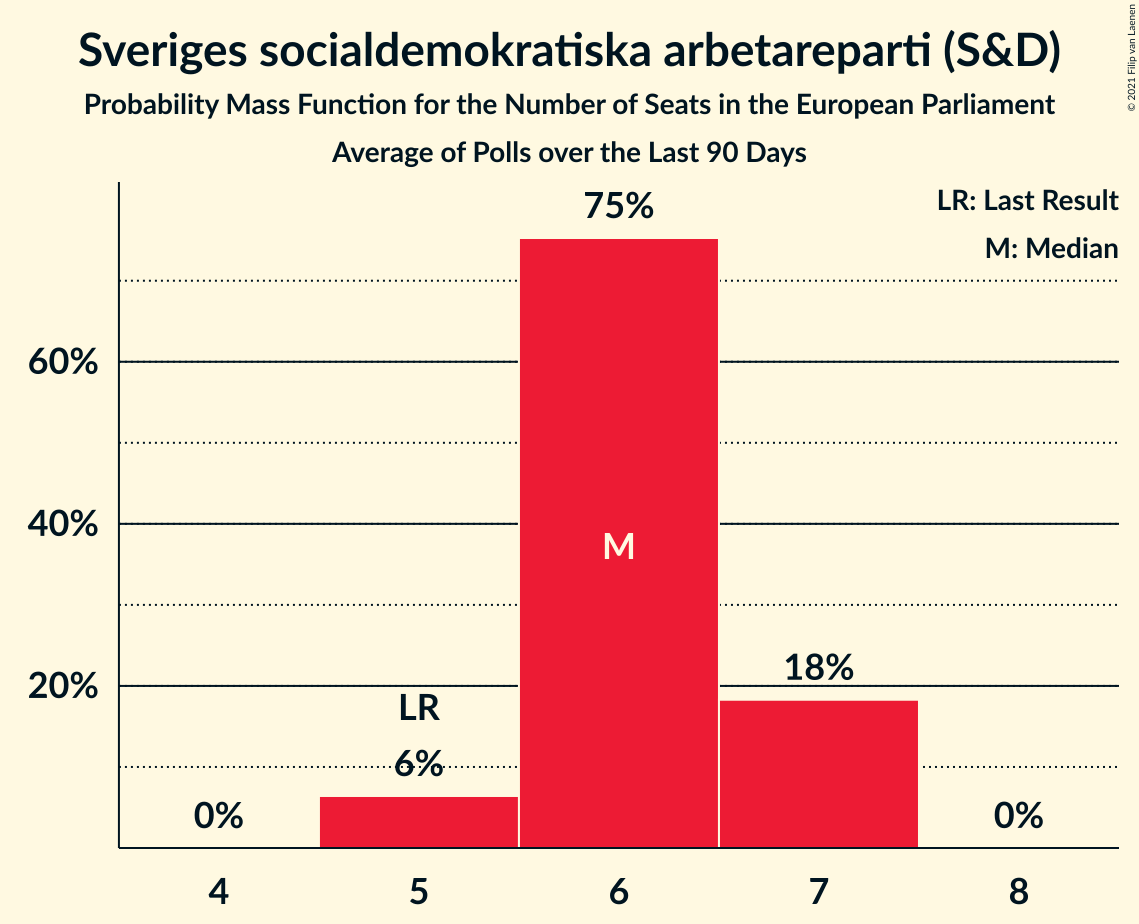 Sveriges socialdemokratiska arbetareparti (S&D)
Probability Mass Function for the Number of Seats in the European Parliament
Average of Polls over the Last 90 Days
© 2021 Filip van Laenen
LR: Last Result
M: Median
75%
60%
40%
M
20%
18%
LR
6%
0%
0%
4 5 6 7 8